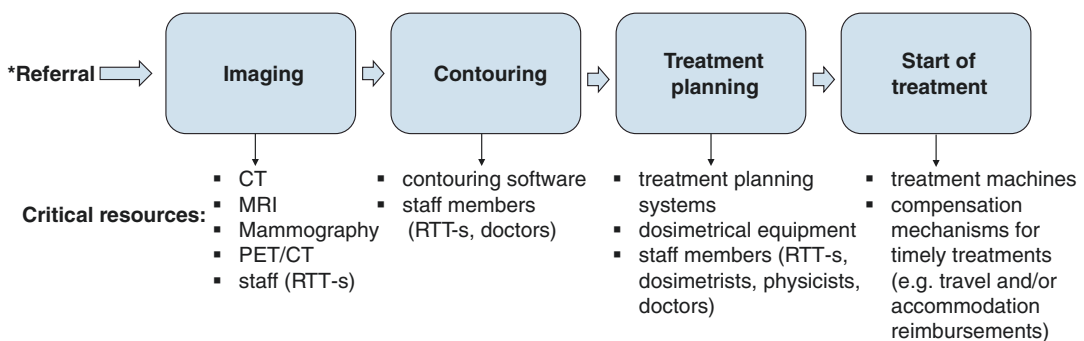 *Referral
Imaging
Contouring
Treatment
planning
Start of
treatment
Critical resources:
▪ CT
▪ MRI
▪ Mammography
▪ PET/CT
▪ staff (RTT-s)
▪ contouring software
▪ staff members
(RTT-s, doctors)
▪ treatment planning
systems
▪ dosimetrical equipment
▪ staff members (RTT-s,
dosimetrists, physicists,
doctors)
▪ treatment machines
▪ compensation
mechanisms for
timely treatments
(e.g. travel and/or
accommodation
reimbursements)